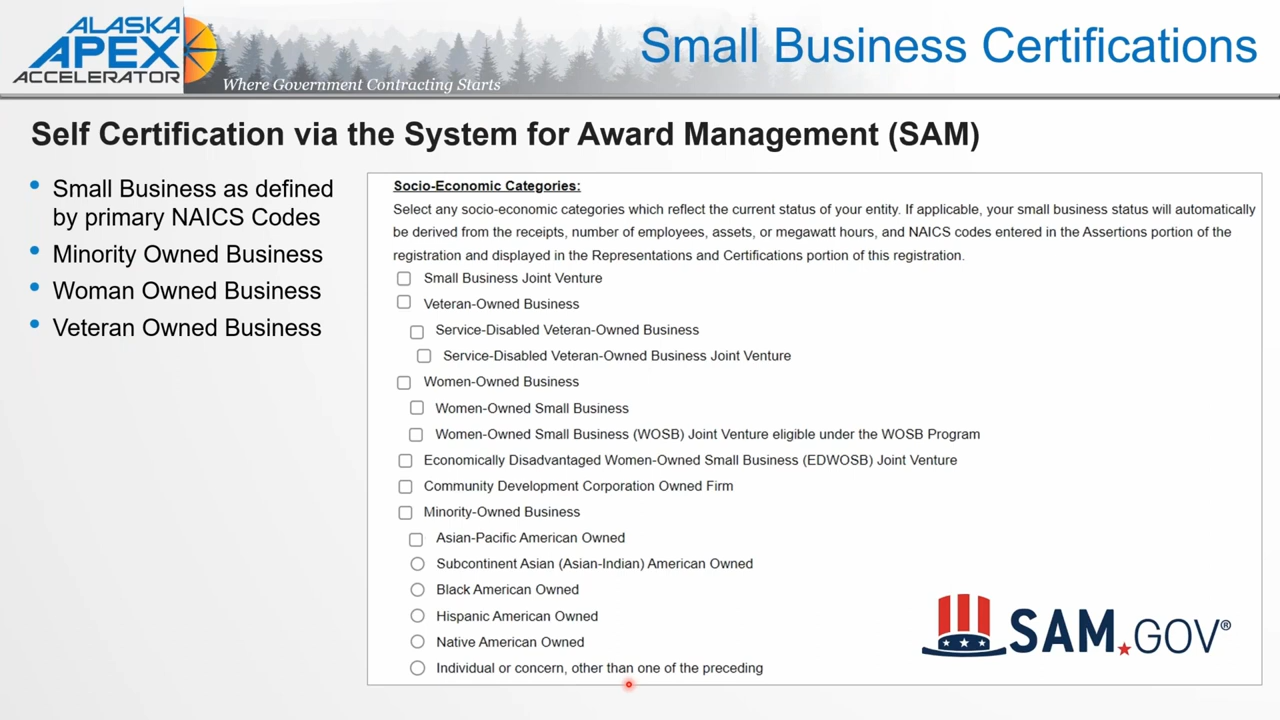 ALASKA
APEX
ACCELERATOR
Where Government Contracting Starts
Small Business Certifications
Self Certification via the System for Award Management (SAM)
• Small Business as defined
by primary NAICS Codes
• Minority Owned Business
• Woman Owned Business
• Veteran Owned Business
Socio-Economic Categories:
Select any socio-economic categories which reflect the current status of your entity. If applicable, your small business status will automatically
be derived from the receipts, number of employees, assets, or megawatt hours, and NAICS codes entered in the Assertions portion of the
registration and displayed in the Representations and Certifications portion of this registration.
Small Business Joint Venture
Veteran-Owned Business
Service-Disabled Veteran-Owned Business
Service-Disabled Veteran-Owned Business Joint Venture
Women-Owned Business
Women-Owned Small Business
Women-Owned Small Business (WOSB) Joint Venture eligible under the WOSB Program
Economically Disadvantaged Women-Owned Small Business (EDWOSB) Joint Venture
Community Development Corporation Owned Firm
Minority-Owned Business
Asian-Pacific American Owned
Subcontinent Asian (Asian-Indian) American Owned
Black American Owned
Hispanic American Owned
Native American Owned
Individual or concern, other than one of the preceding
SAM.GOV®